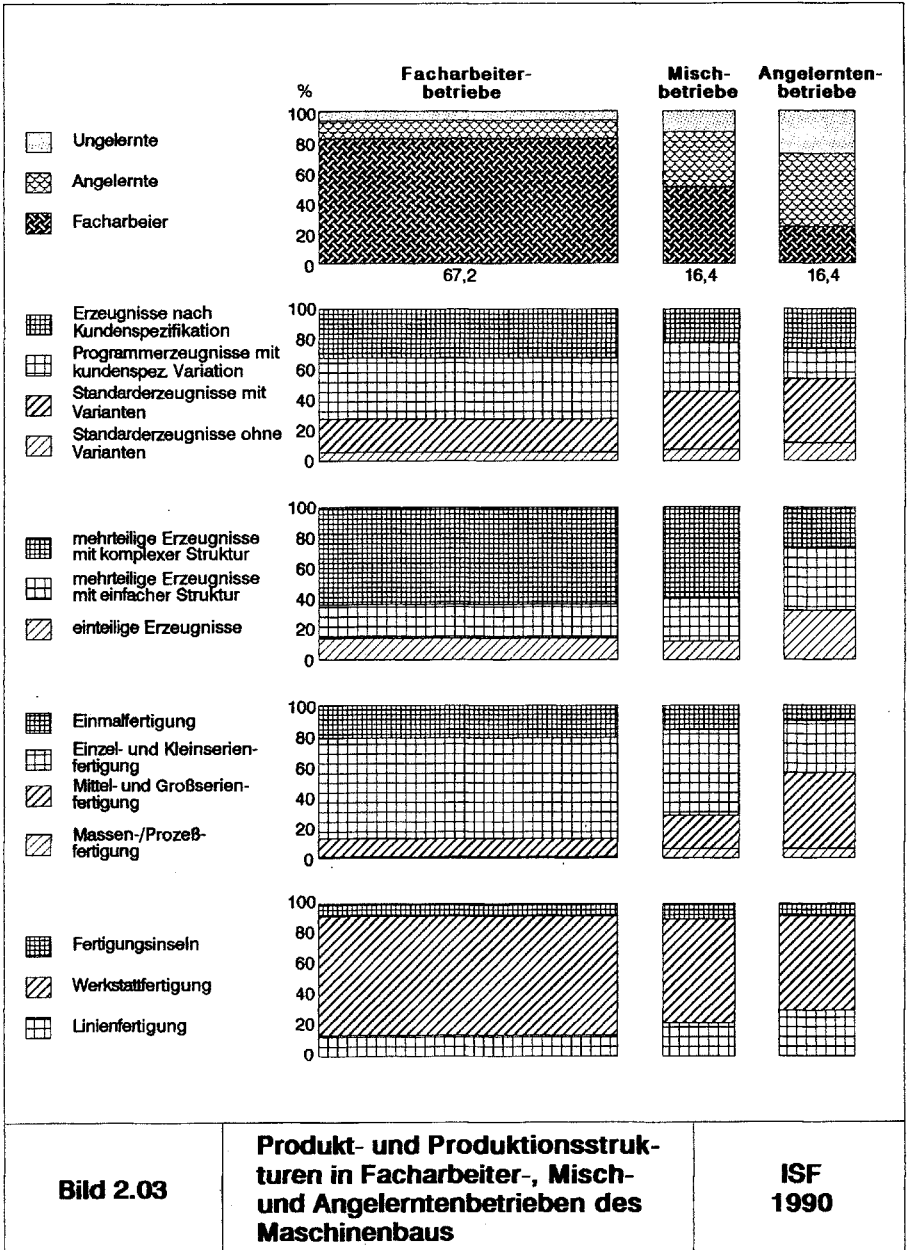 Facharbeiter-
betriebe
Misch-
betriebe
Angelernten-
betriebe
%
100
80
60
40
20
0
Ungelernte
Angelernte
Facharbeier
67,2
16,4
16,4
100
80
60
40
20
0
Erzeugnisse nach
Kundenspezifikation
Programmerzeugnisse mit
kundenspez. Variation
Standarderzeugnisse mit
Varianten
Standarderzeugnisse ohne
Varianten
100
80
60
40
20
0
mehrteilige Erzeugnisse
mit komplexer Struktur
mehrteilige Erzeugnisse
mit einfacher Struktur
einteilige Erzeugnisse
100
80
60
40
20
0
Einmalfertigung
Einzel- und Kleinserien-
fertigung
Mittel- und Großserien-
fertigung
Massen-/Prozeß-
fertigung
100
80
60
40
20
0
Fertigungsinseln
Werkstattfertigung
Linienfertigung
Bild 2.03
Produkt- und Produktionsstruk-
turen in Facharbeiter-, Misch-
und Angelerntenbetrieben des
Maschinenbaus
ISF
1990